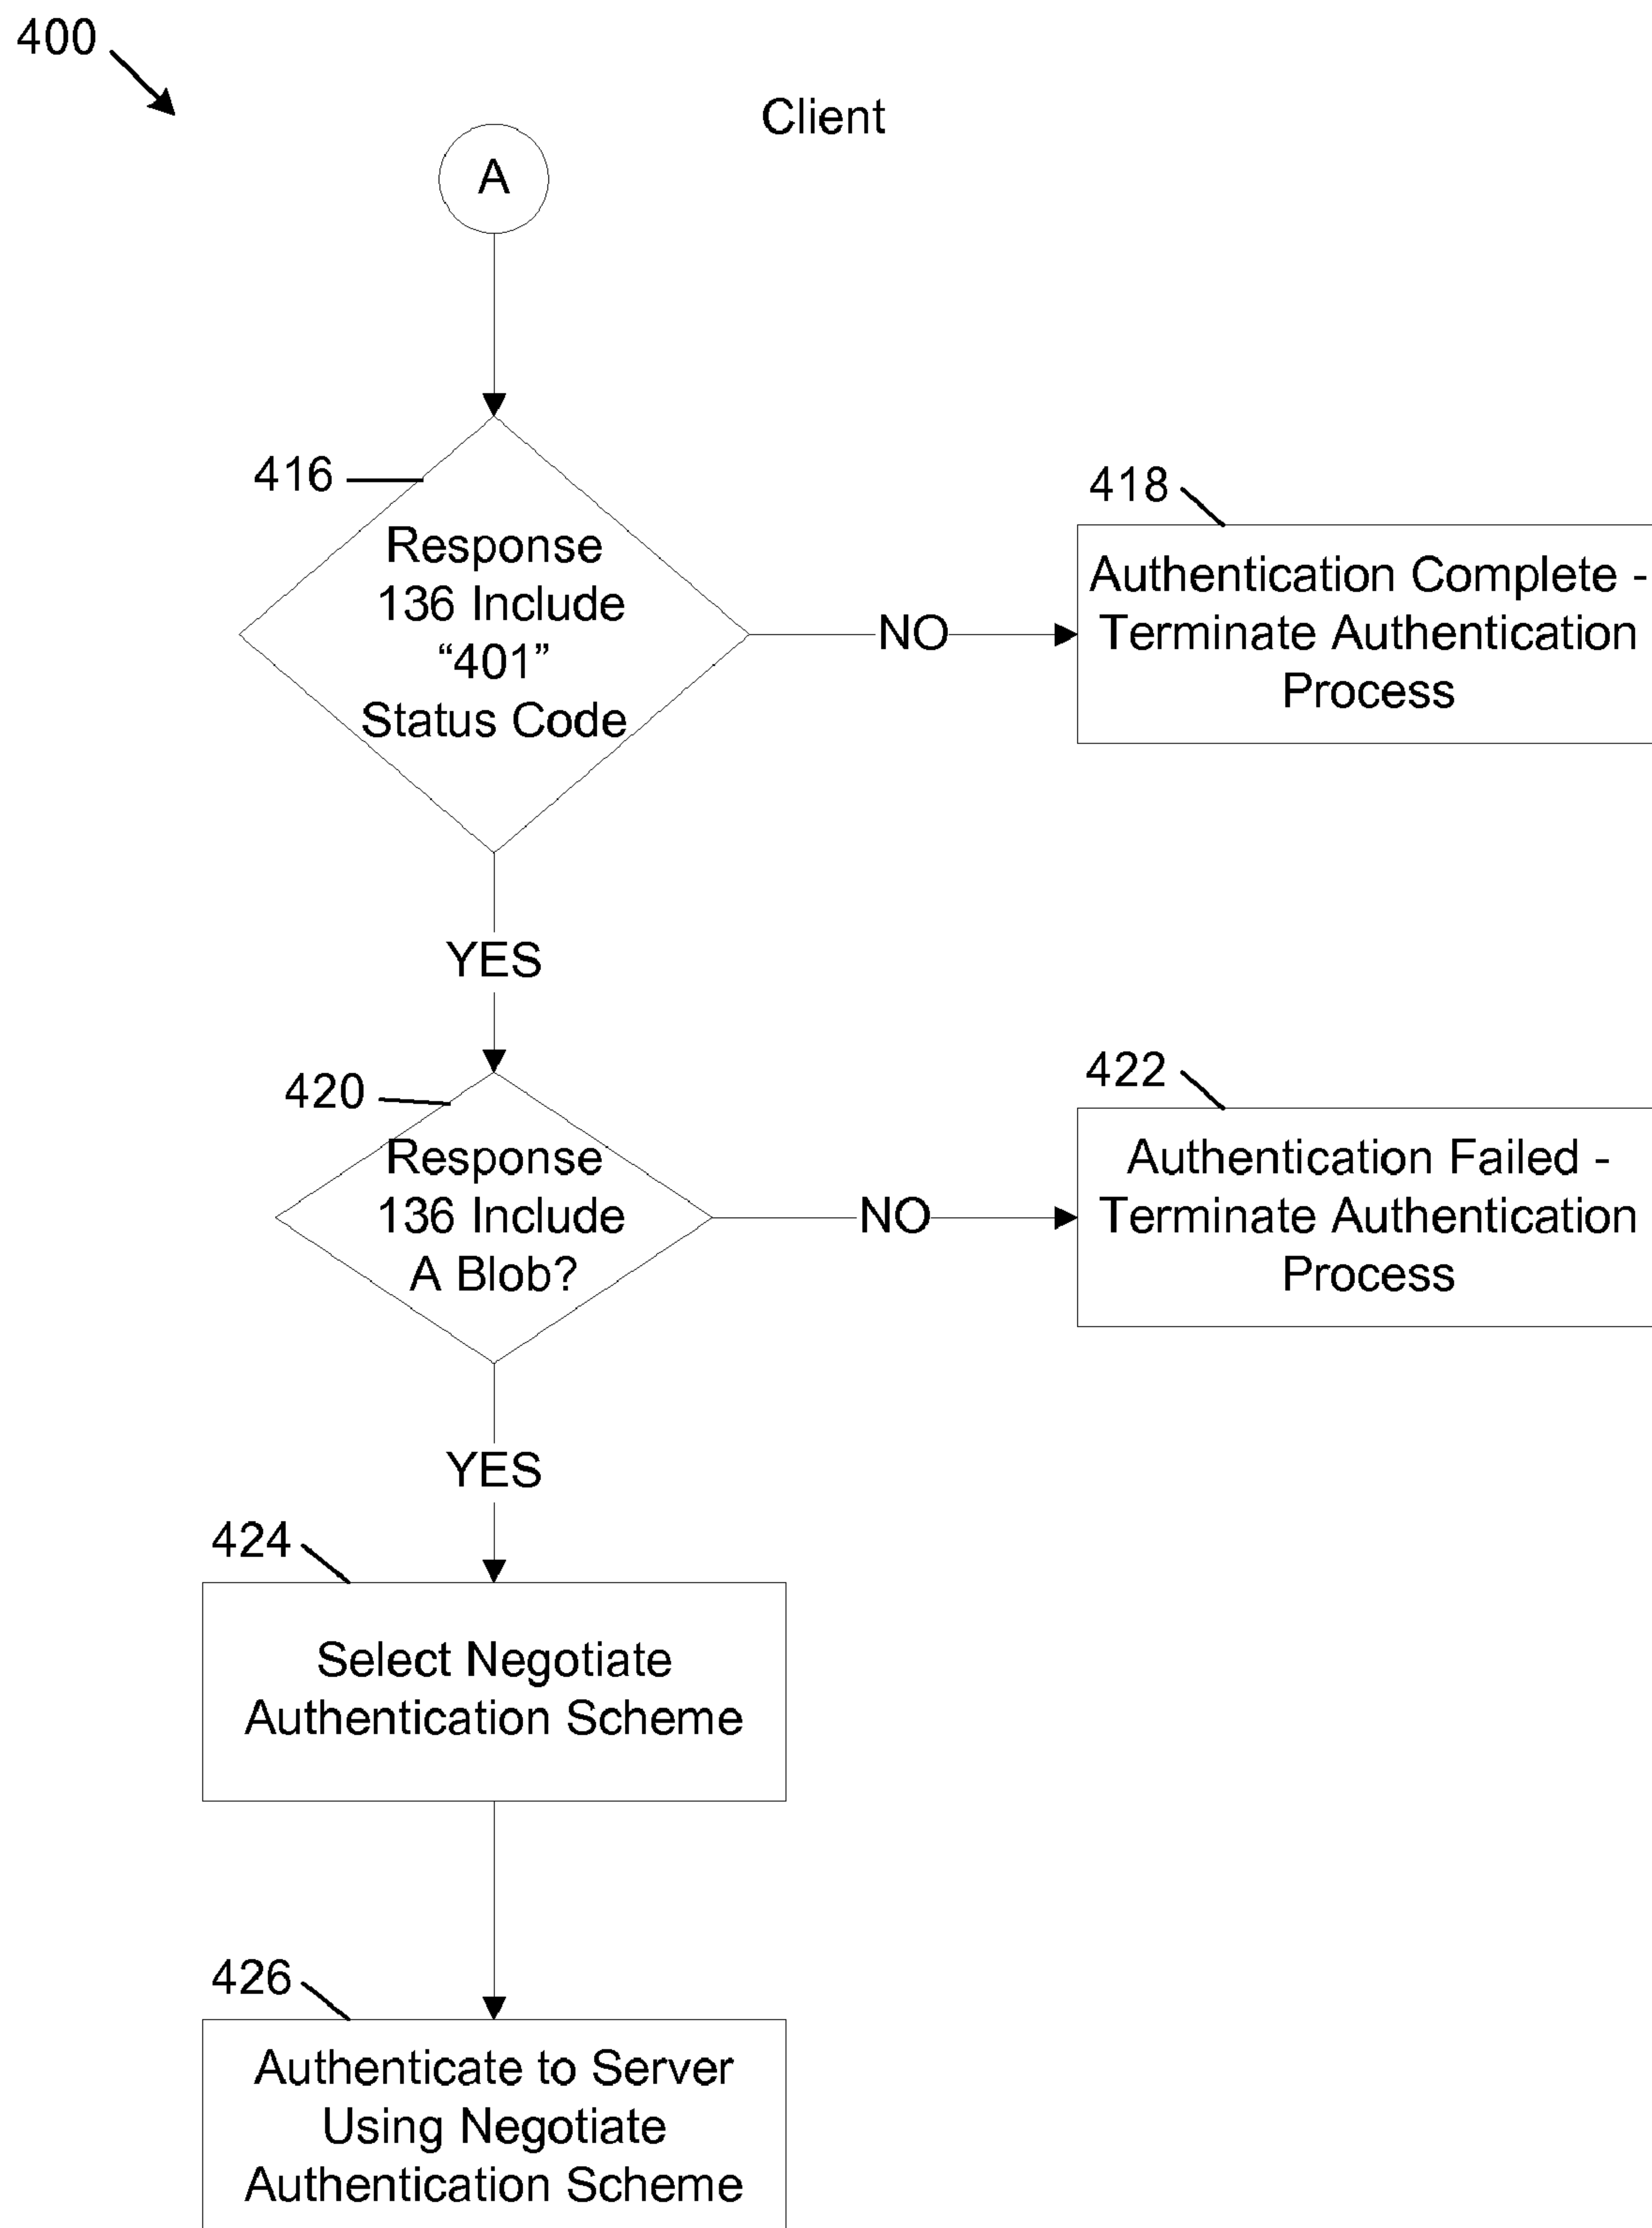 400
Client
A
416
Response
136 Include
“401”
Status Code
NO
418
Authentication Complete -
Terminate Authentication
Process
YES
420
Response
136 Include
A Blob?
NO
422
Authentication Failed -
Terminate Authentication
Process
YES
424
Select Negotiate
Authentication Scheme
426
Authenticate to Server
Using Negotiate
Authentication Scheme